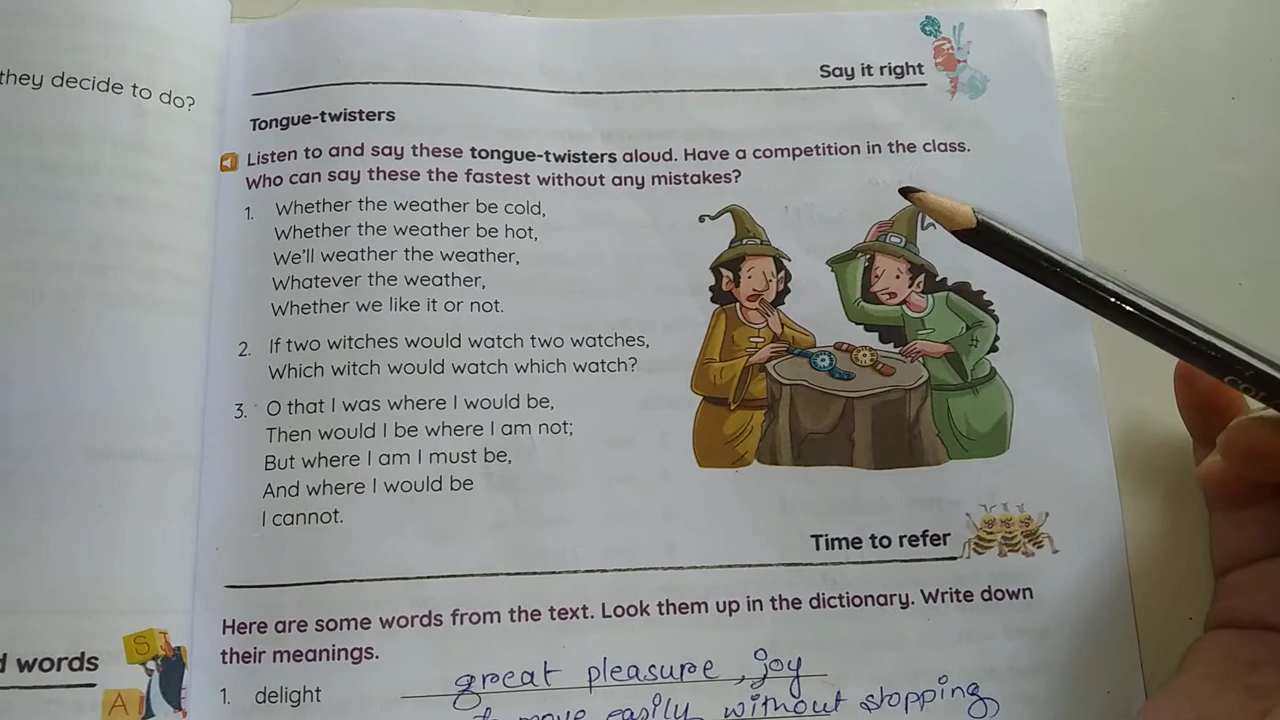 they decide to do?
Say it right
Tongue-twisters
Listen to and say these tongue-twisters aloud. Have a competition in the class.
Who can say these the fastest without any mistakes?
1. Whether the weather be cold,
Whether the weather be hot,
We'll weather the weather,
Whatever the weather,
Whether we like it or not.
2. If two witches would watch two watches,
Which witch would watch which watch?
3. O that I was where I would be,
Then would I be where I am not;
But where I am I must be,
And where I would be
I cannot.
Time to refer
Here are some words from the text. Look them up in the dictionary. Write down
their meanings.
d words
S
A
1. delight great pleasure, joy
move easily without stopping